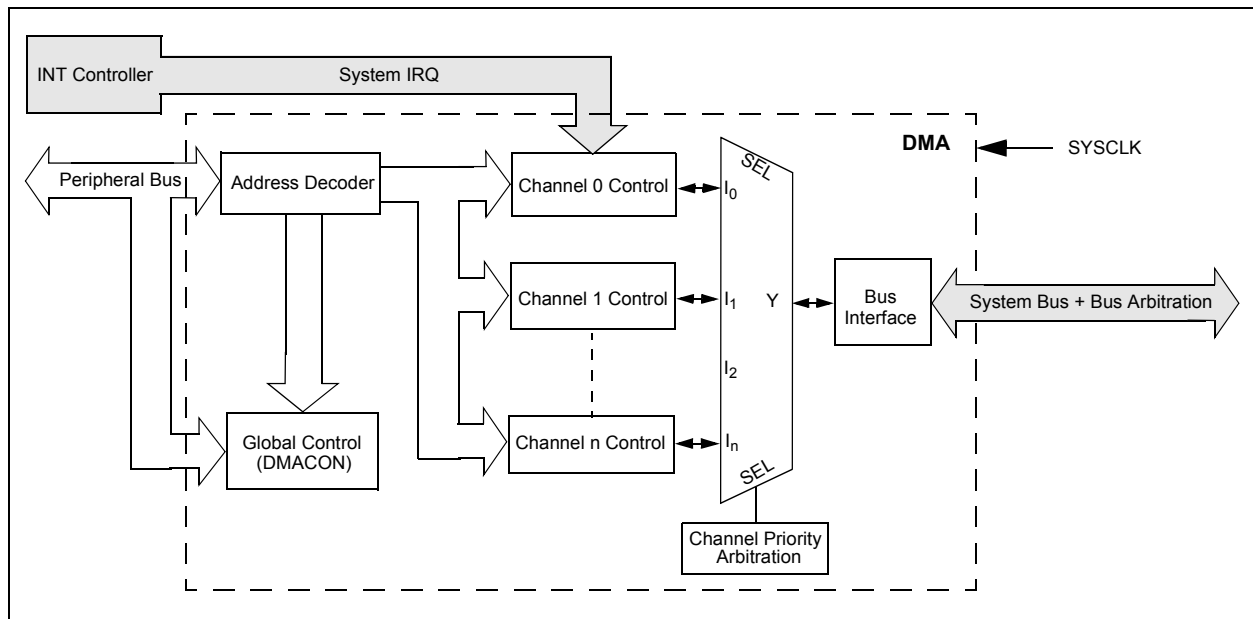 INT Controller
System IRQ
DMA
SYSCLK
Peripheral Bus
Address Decoder
Channel 0 Control
SEL
I0
Channel 1 Control
I1
Y
Bus
Interface
System Bus + Bus Arbitration
I2
Global Control
(DMACON)
Channel n Control
In
SEL
Channel Priority
Arbitration